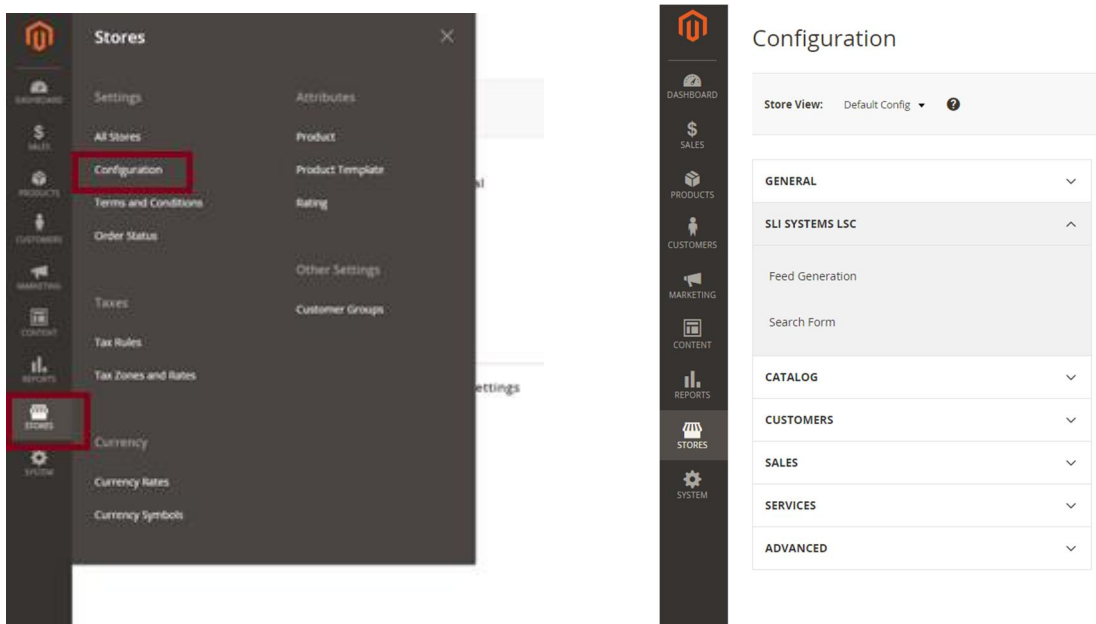 Stores
Settings
Attributes
All Stores
Product
Configuration
Product Template
Terms and Conditions
Rating
Order Status
Other Settings
Taxes
Customer Groups
Tax Rules
Tax Zones and Rates
Currency
Currency Rates
Currency Symbols
DASHBOARD
SALES
PRODUCTS
CUSTOMERS
MARKETING
CONTENT
REPORTS
STORES
SYSTEM
ettings
DASHBOARD
SALES
PRODUCTS
CUSTOMERS
MARKETING
CONTENT
REPORTS
STORES
SYSTEM
Configuration
Store View: Default Config ?
GENERAL
SLI SYSTEMS LSC
Feed Generation
Search Form
CATALOG
CUSTOMERS
SALES
SERVICES
ADVANCED